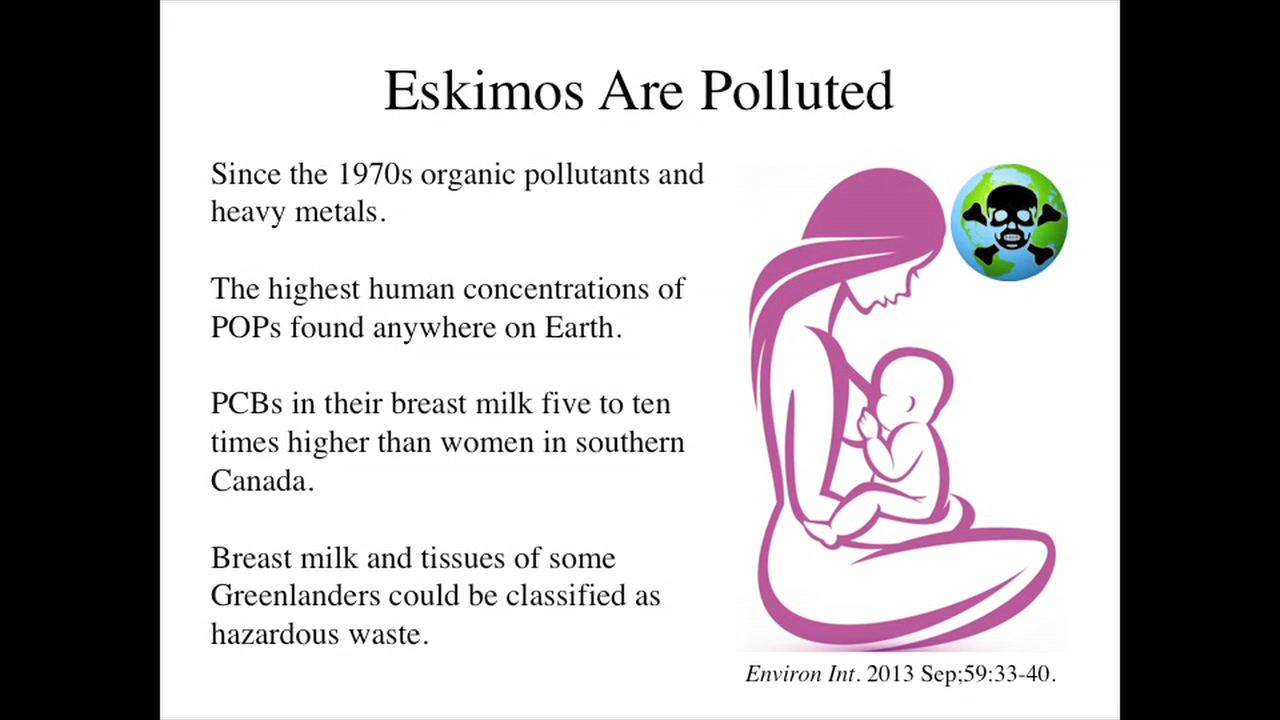 Eskimos Are Polluted
Since the 1970s organic pollutants and
heavy metals.
The highest human concentrations of
POPs found anywhere on Earth.
PCBs in their breast milk five to ten
times higher than women in southern
Canada.
Breast milk and tissues of some
Greenlanders could be classified as
hazardous waste.
Environ Int. 2013 Sep;59:33-40.